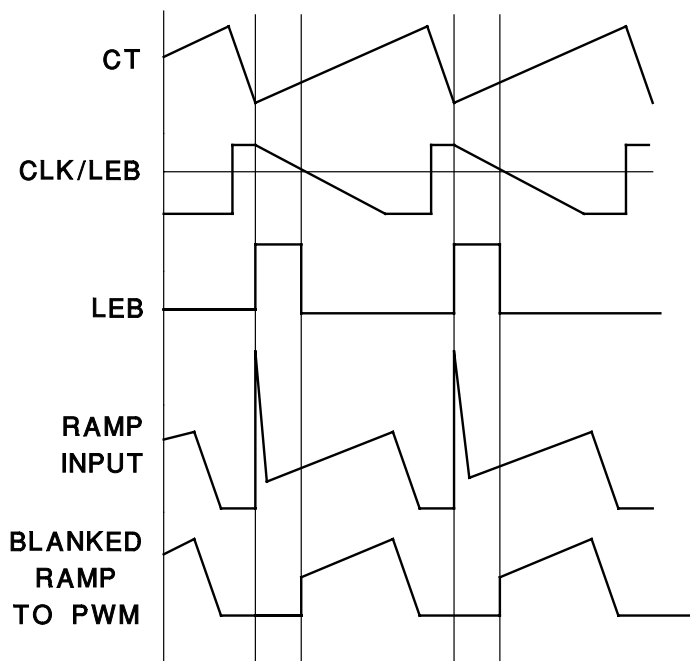 CT
CLK/LEB
LEB
RAMP
INPUT
BLANKED
RAMP
TO PWM